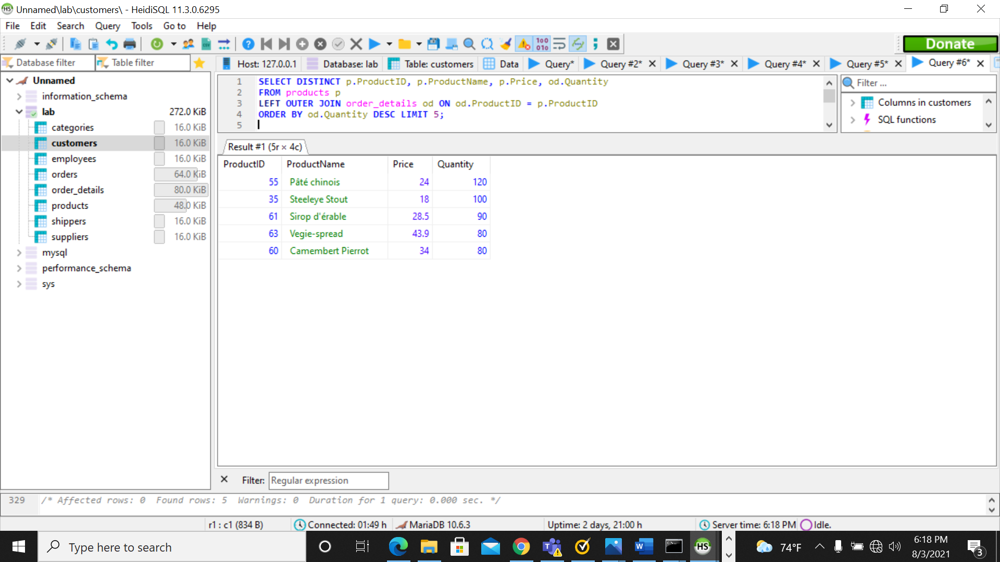 Unnamed\lab\customers\ - HeidiSQL 11.3.0.6295
File Edit Search Query Tools Go to Help
Donate
Database filter Table filter
Host: 127.0.0.1 Database: lab Table: customers Data Query* Query #2* Query #3* Query #4* Query #5* Query #6*
Unnamed
information_schema
lab 272.0 KiB
categories 16.0 KiB
customers 16.0 KiB
employees 16.0 KiB
orders 64.0 KiB
order_details 80.0 KiB
products 48.0 KiB
shippers 16.0 KiB
suppliers 16.0 KiB
mysql
performance_schema
sys
1 SELECT DISTINCT p.ProductID, p.ProductName, p.Price, od.Quantity
2 FROM products p
3 LEFT OUTER JOIN order_details od ON od.ProductID = p.ProductID
4 ORDER BY od.Quantity DESC LIMIT 5;
5
Filter ...
Columns in customers
SQL functions
Result #1 (5r × 4c)
ProductID ProductName Price Quantity
55 Pâté chinois 24 120
35 Steeleye Stout 18 100
61 Sirop d'érable 28.5 90
63 Vegie-spread 43.9 80
60 Camembert Pierrot 34 80
Filter: Regular expression
329 /* Affected rows: 0 Found rows: 5 Warnings: 0 Duration for 1 query: 0.000 sec. */
r1 : c1 (834 B) Connected: 01:49 h MariaDB 10.6.3 Uptime: 2 days, 21:00 h Server time: 6:18 PM Idle.
Type here to search
HS
74°F
6:18 PM
8/3/2021
3